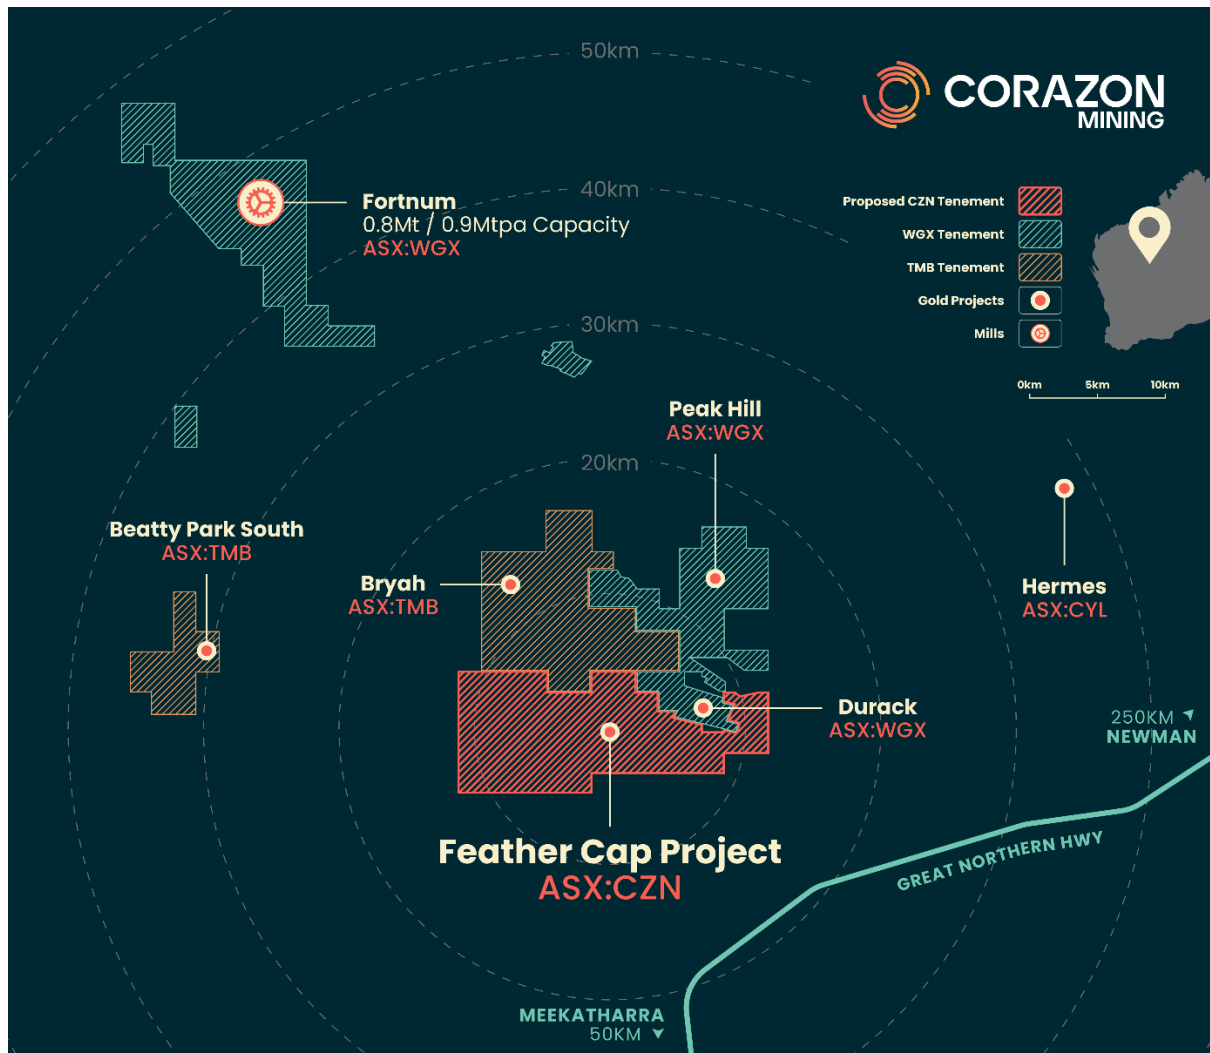 50km
CORAZON
MINING
40km
Fortnum
0.8Mt / 0.9Mtpa Capacity
ASX:WGX
Proposed CZN Tenement
WGX Tenement
TMB Tenement
Gold Projects
Mills
30km
0km 5km 10km
Peak Hill
ASX:WGX
20km
Beatty Park South
ASX:TMB
Bryah
ASX:TMB
Hermes
ASX:CYL
Durack
ASX:WGX
250KM
NEWMAN
Feather Cap Project
ASX:CZN
GREAT NORTHERN HWY
MEEKATHARRA
50KM